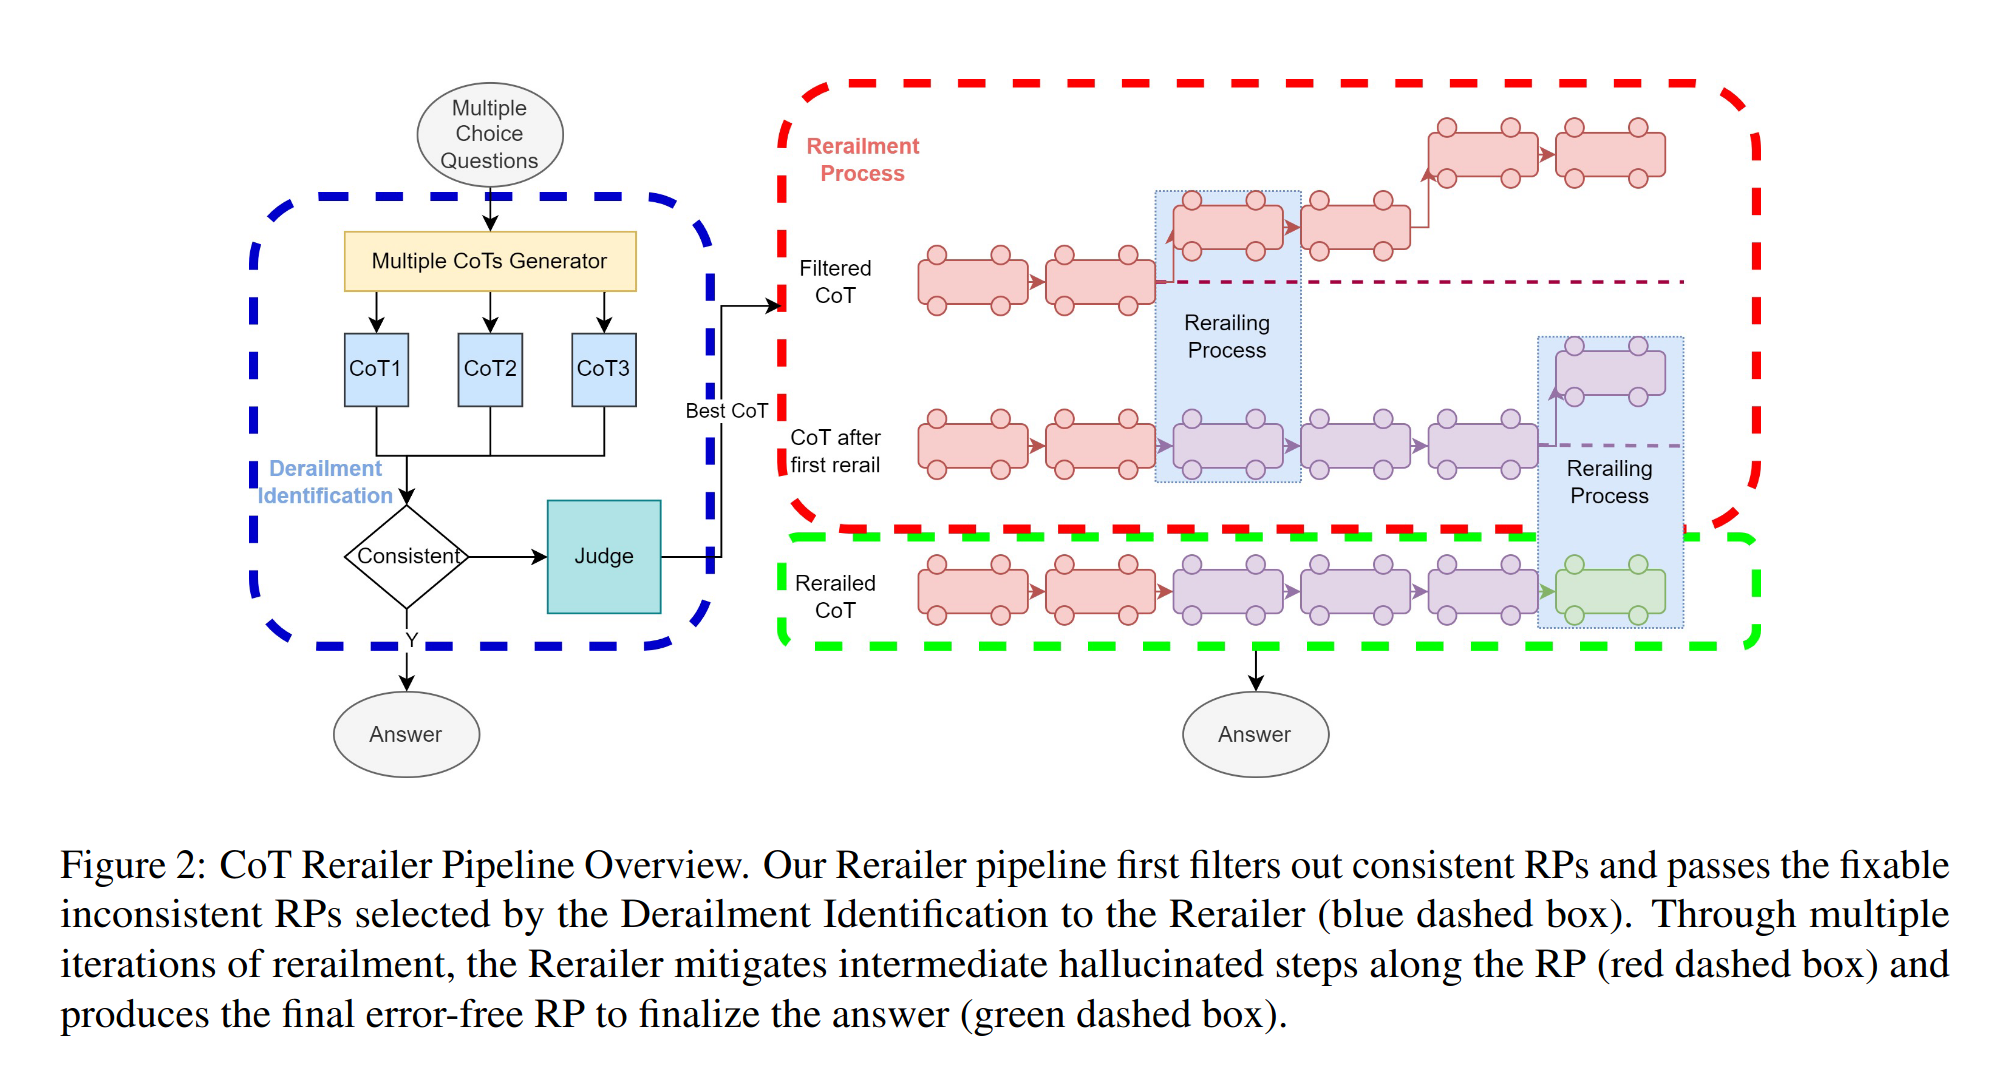 Multiple
Choice
Questions
Multiple CoTs Generator
CoT1
CoT2
CoT3
Derailment
Identification
Consistent
Judge
Y
Answer
Best CoT
Rerailment
Process
Filtered
CoT
Rerailing
Process
CoT after
first rerail
Rerailing
Process
Rerailed
CoT
Answer
Figure 2: CoT Rerailer Pipeline Overview. Our Rerailer pipeline first filters out consistent RPs and passes the fixable
inconsistent RPs selected by the Derailment Identification to the Rerailer (blue dashed box). Through multiple
iterations of rerailment, the Rerailer mitigates intermediate hallucinated steps along the RP (red dashed box) and
produces the final error-free RP to finalize the answer (green dashed box).